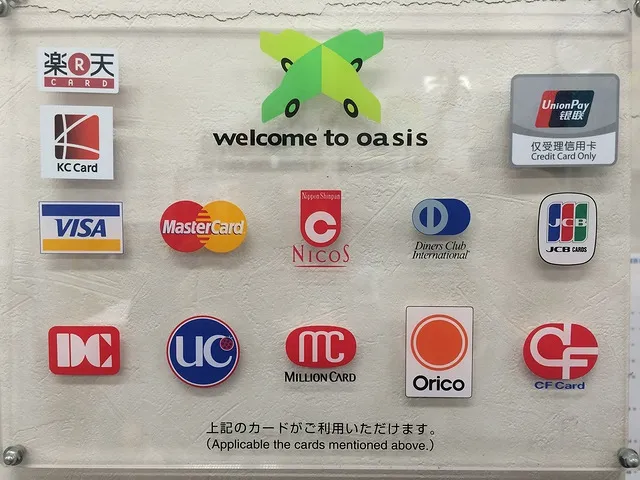 楽R天
CARD
KC Card
welcome to oasis
UnionPay
银联
仅受理信用卡
Credit Card Only
VISA
MasterCard
Nippon Shinpan
C
NICOS
Diners Club
International
JCB
JCB CARDS
DC
UC
mc
MILLION CARD
Orico
CF
CF Card
上記のカードがご利用いただけます。
(Applicable the cards mentioned above.)